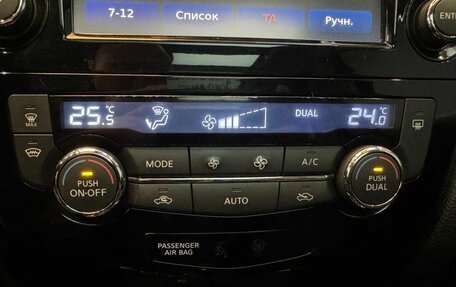 7-12 Список TA Ручн.
ENTE
25.5 °C DUAL 24.0 °C
MAX
MODE A/C
PUSH ON-OFF
PUSH DUAL
AUTO
PASSENGER
AIR BAG